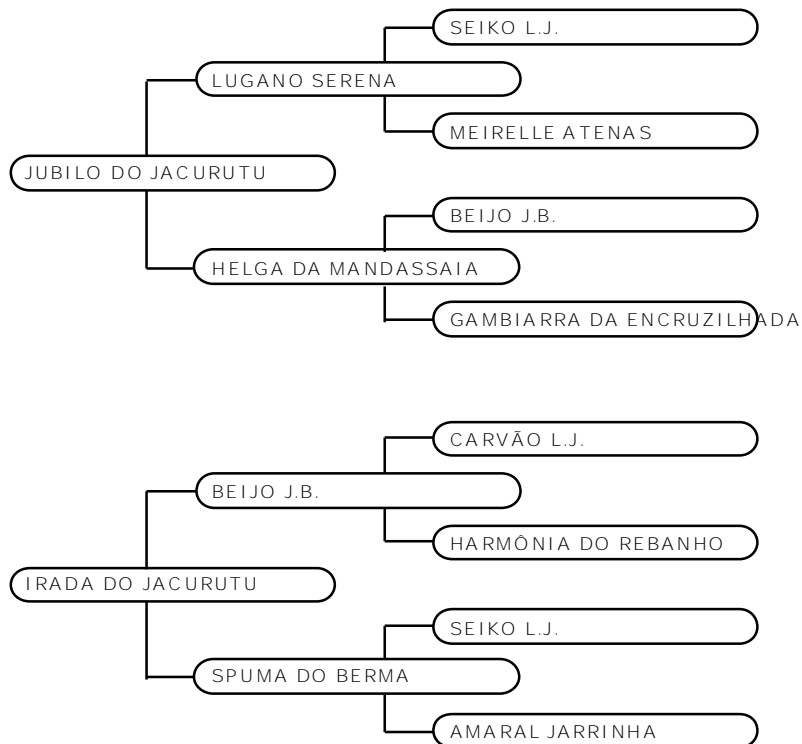 SEIKO L.J.
LUGANO SERENA
MEIRELLE ATENAS
JUBILO DO JACURUTU
BEIJO J.B.
HELGA DA MANDASSAIA
GAMBIARRA DA ENCRUZILHADA
CARVÃO L.J.
BEIJO J.B.
HARMÔNIA DO REBANHO
IRADA DO JACURUTU
SEIKO L.J.
SPUMA DO BERMA
AMARAL JARRINHA